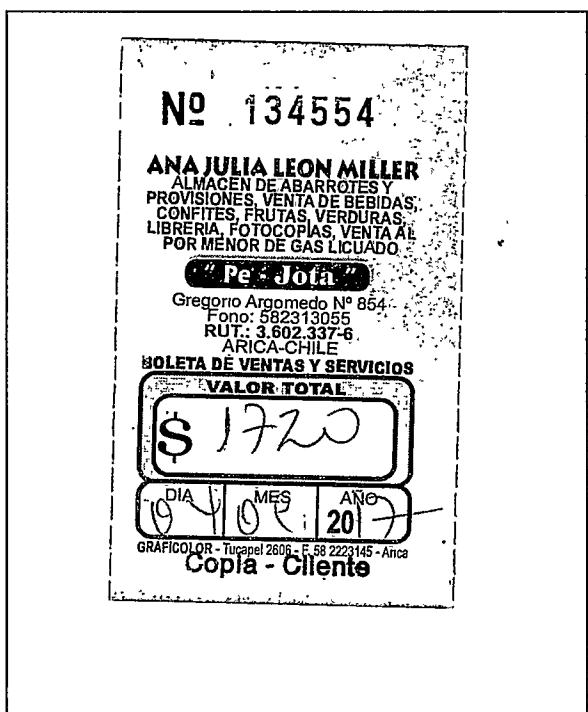 Nº 134554
ANA JULIA LEON MILLER
ALMACEN DE ABARROTES Y
PROVISIONES, VENTA DE BEBIDAS,
CONFITES, FRUTAS, VERDURAS,
LIBRERIA, FOTOCOPIAS, VENTA AL
POR MENOR DE GAS LICUADO
"Pe - Jota"
Gregorio Argomedo Nº 854
Fono: 582313055
RUT.: 3.602.337-6
ARICA-CHILE
BOLETA DE VENTAS Y SERVICIOS
VALOR TOTAL
$ 1720
DIA MES AÑO
04 2017
GRAFICOLOR - Tucapel 2606 - F. 58 2223145 - Arica
Copia - Cliente